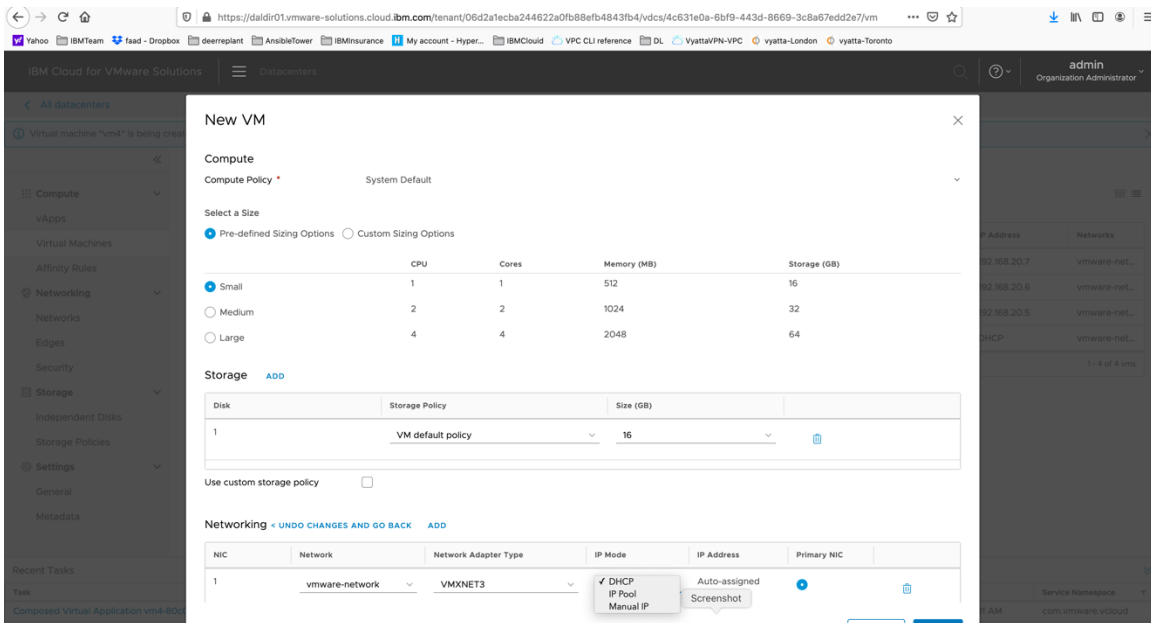 https://daldir01.vmware-solutions.cloud.ibm.com/tenant/06d2a1ecba244622a0fb88efb4843fb4/vdcs/4c631e0a-6bf9-443d-8669-3c8a67edd2e7/vm
Yahoo IBMTeam faad - Dropbox deerreplant AnsibleTower IBMInsurance My account - Hyper... IBMClouid VPC CLI reference DL VyattaVPN-VPC vyatta-London vyatta-Toronto
IBM Cloud for VMware Solutions Datacenters admin
Organization Administrator
All datacenters
Virtual machine "vm4" is being creat
New VM
Compute
Compute Policy * System Default
Select a Size
Pre-defined Sizing Options Custom Sizing Options
CPU Cores Memory (MB) Storage (GB)
Small 1 1 512 16
Medium 2 2 1024 32
Large 4 4 2048 64
Storage ADD
Disk Storage Policy Size (GB)
1 VM default policy 16
Use custom storage policy
Networking < UNDO CHANGES AND GO BACK ADD
NIC Network Network Adapter Type IP Mode IP Address Primary NIC
1 vmware-network VMXNET3 ✓ DHCP Auto-assigned
IP Pool
Manual IP
Screenshot
Compute
vApps
Virtual Machines
Affinity Rules
Networking
Networks
Edges
Security
Storage
Independent Disks
Storage Policies
Settings
General
Metadata
IP Address Networks
192.168.20.7 vmware-net...
192.168.20.6 vmware-net...
192.168.20.5 vmware-net...
DHCP vmware-net...
1 - 4 of 4 vms
Recent Tasks
Task Service Namespace
Composed Virtual Application vm4-80c AM com.vmware.vcloud